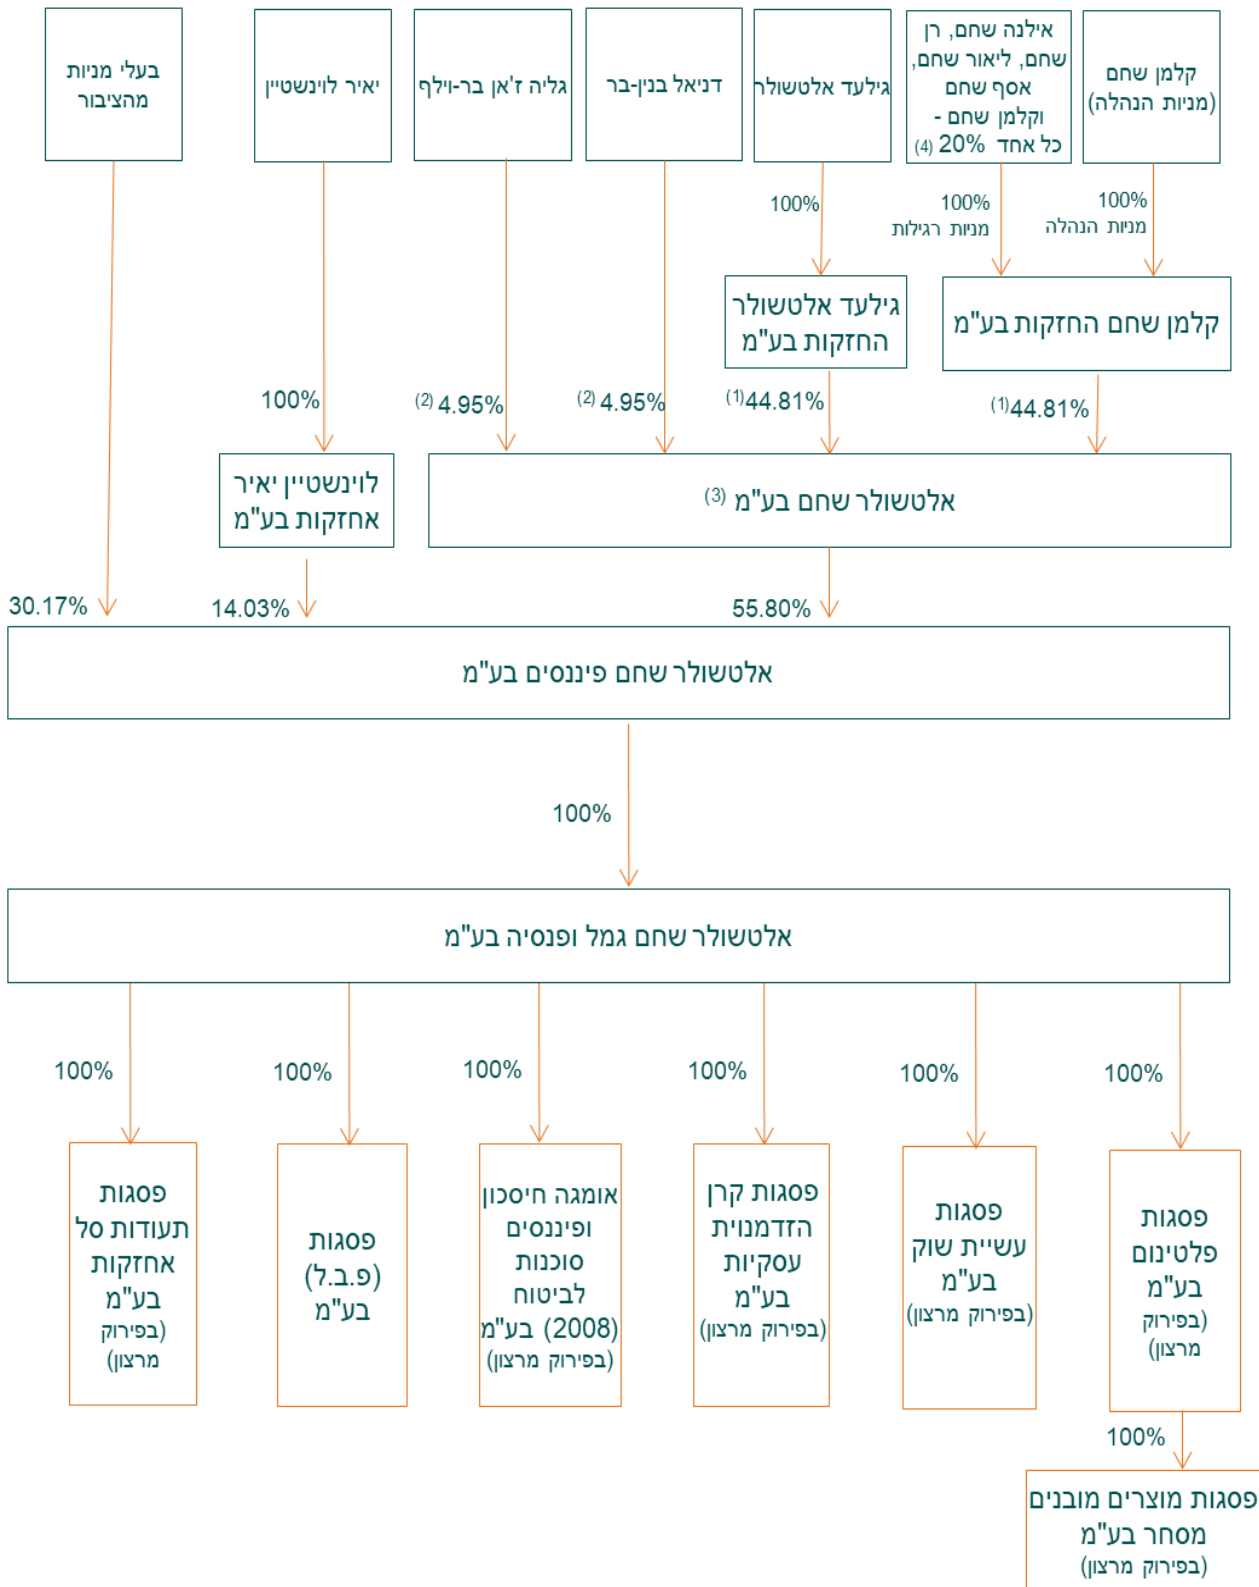 קלמן שחם
(מניות הנהלה)
אילנה שחם, רן
שחם, ליאור שחם,
אסף שחם
וקלמן שחם -
כל אחד 20% (4)
גילעד אלטשולר
דניאל בנין-בר
גליה ז'אן בר-וילף
יאיר לוינשטיין
בעלי מניות
מהציבור
100%
מניות הנהלה
100%
מניות רגילות
100%
קלמן שחם החזקות בע"מ
גילעד אלטשולר
החזקות בע"מ
44.81%(1)
44.81%(1)
4.95% (2)
4.95% (2)
100%
אלטשולר שחם בע"מ (3)
לוינשטיין יאיר
אחזקות בע"מ
55.80%
14.03%
30.17%
אלטשולר שחם פיננסים בע"מ
100%
אלטשולר שחם גמל ופנסיה בע"מ
100%
100%
100%
100%
100%
100%
פסגות
פלטינום
בע"מ
(בפירוק
מרצון)
פסגות
עשיית שוק
בע"מ
(בפירוק מרצון)
פסגות קרן
הזדמנוית
עסקיות
בע"מ
(בפירוק מרצון)
אומגה חיסכון
ופיננסים
סוכנות
לביטוח
(2008) בע"מ
(בפירוק מרצון)
פסגות
(פ.ב.ל)
בע"מ
פסגות
תעודות סל
אחזקות
בע"מ
(בפירוק
מרצון)
100%
פסגות מוצרים מובנים
מסחר בע"מ
(בפירוק מרצון)